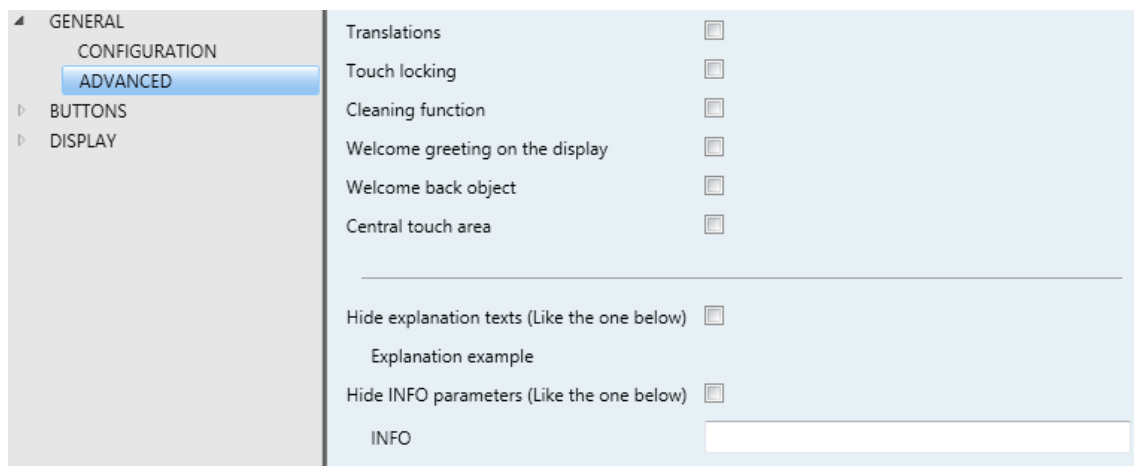 GENERAL
CONFIGURATION
ADVANCED
BUTTONS
DISPLAY
Translations
Touch locking
Cleaning function
Welcome greeting on the display
Welcome back object
Central touch area
Hide explanation texts (Like the one below)
Explanation example
Hide INFO parameters (Like the one below)
INFO